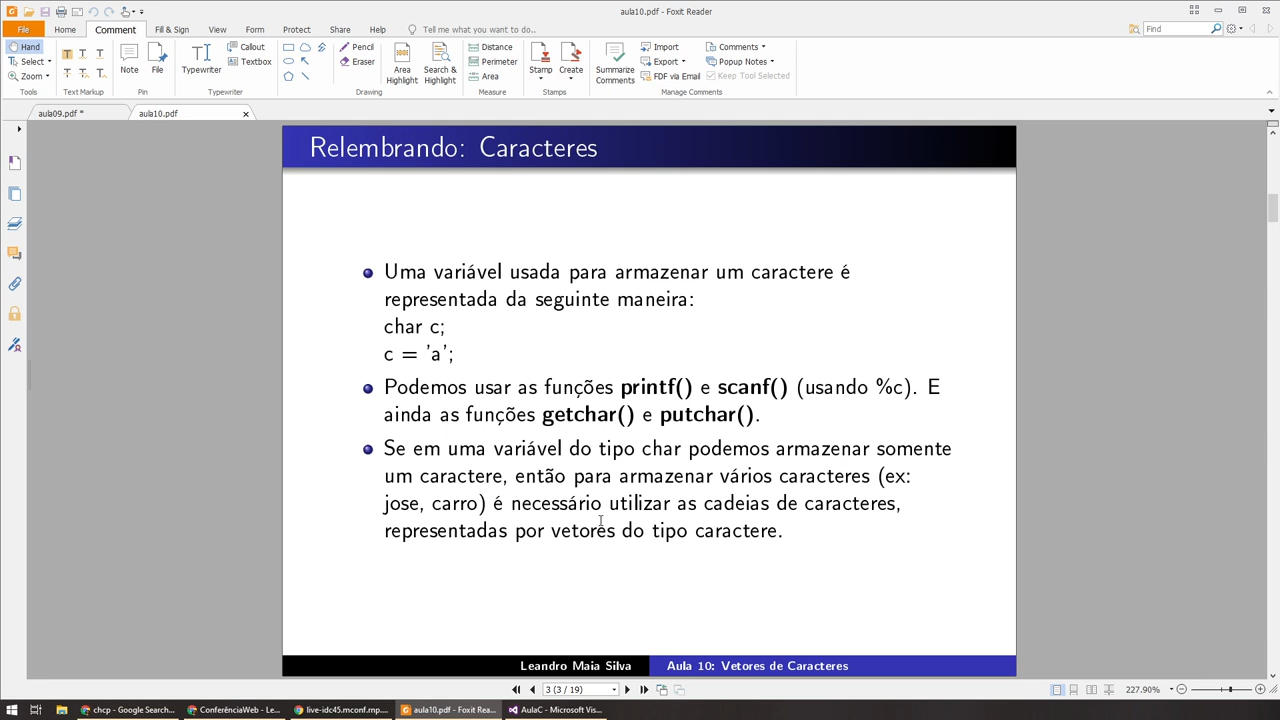 aula10.pdf - Foxit Reader
File Home Comment Fill & Sign View Form Protect Share Help Tell me what you want to do.. Find
Hand
Select
Zoom
Tools
Text Markup
Note
File
Pin
Typewriter
Callout
Textbox
Typewriter
Pencil
Eraser
Drawing
Area Highlight
Search & Highlight
Distance
Perimeter
Area
Measure
Stamp
Create
Stamps
Summarize Comments
Import
Export
FDF via Email
Comments
Popup Notes
Keep Tool Selected
Manage Comments
aula09.pdf * aula10.pdf
Relembrando: Caracteres
Uma variável usada para armazenar um caractere é
representada da seguinte maneira:
char c;
c = 'a';
Podemos usar as funções printf() e scanf() (usando %c). E
ainda as funções getchar() e putchar().
Se em uma variável do tipo char podemos armazenar somente
um caractere, então para armazenar vários caracteres (ex:
jose, carro) é necessário utilizar as cadeias de caracteres,
representadas por vetores do tipo caractere.
Leandro Maia Silva Aula 10: Vetores de Caracteres
3 (3 / 19) 227.90%
chcp - Google Search... ConferênciaWeb - Le... live-idc45.mconf.mp... aula10.pdf - Foxit Rea... AulaC - Microsoft Vis...